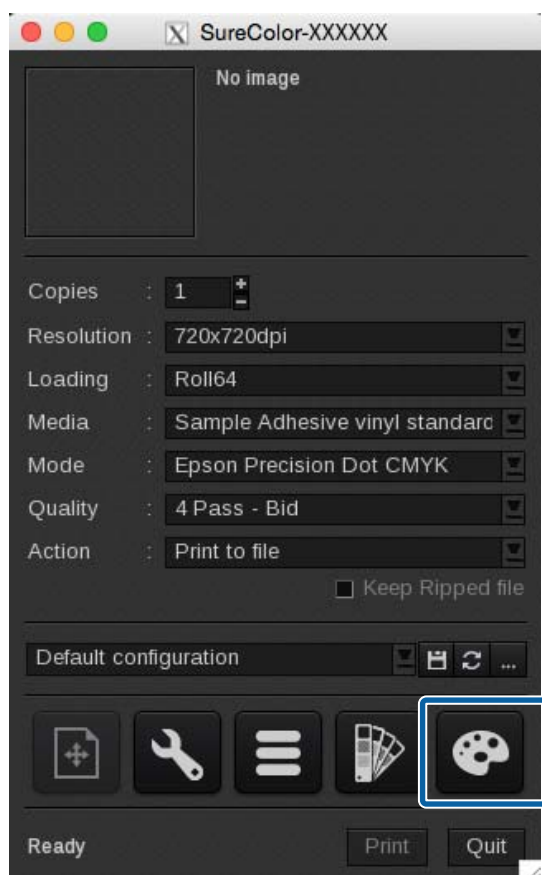 SureColor-XXXXXX
No image
Copies : 1
Resolution : 720x720dpi
Loading : Roll64
Media : Sample Adhesive vinyl standard
Mode : Epson Precision Dot CMYK
Quality : 4 Pass - Bid
Action : Print to file
Keep Ripped file
Default configuration ...
Ready Print Quit